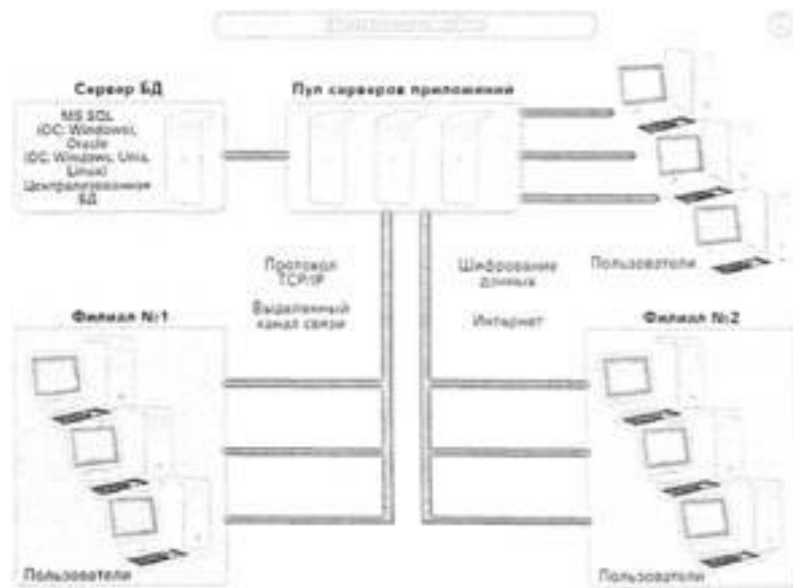 Сервер БД
MS SQL
(ОС: Windows),
Oracle
(ОС: Windows, Unix,
Linux)
Централизованная
БД
Пул серверов приложений
Протокол
TCP/IP
Выделенный
канал связи
Шифрование
данных
Интернет
Пользователи
Филиал №1
Пользователи
Филиал №2
Пользователи